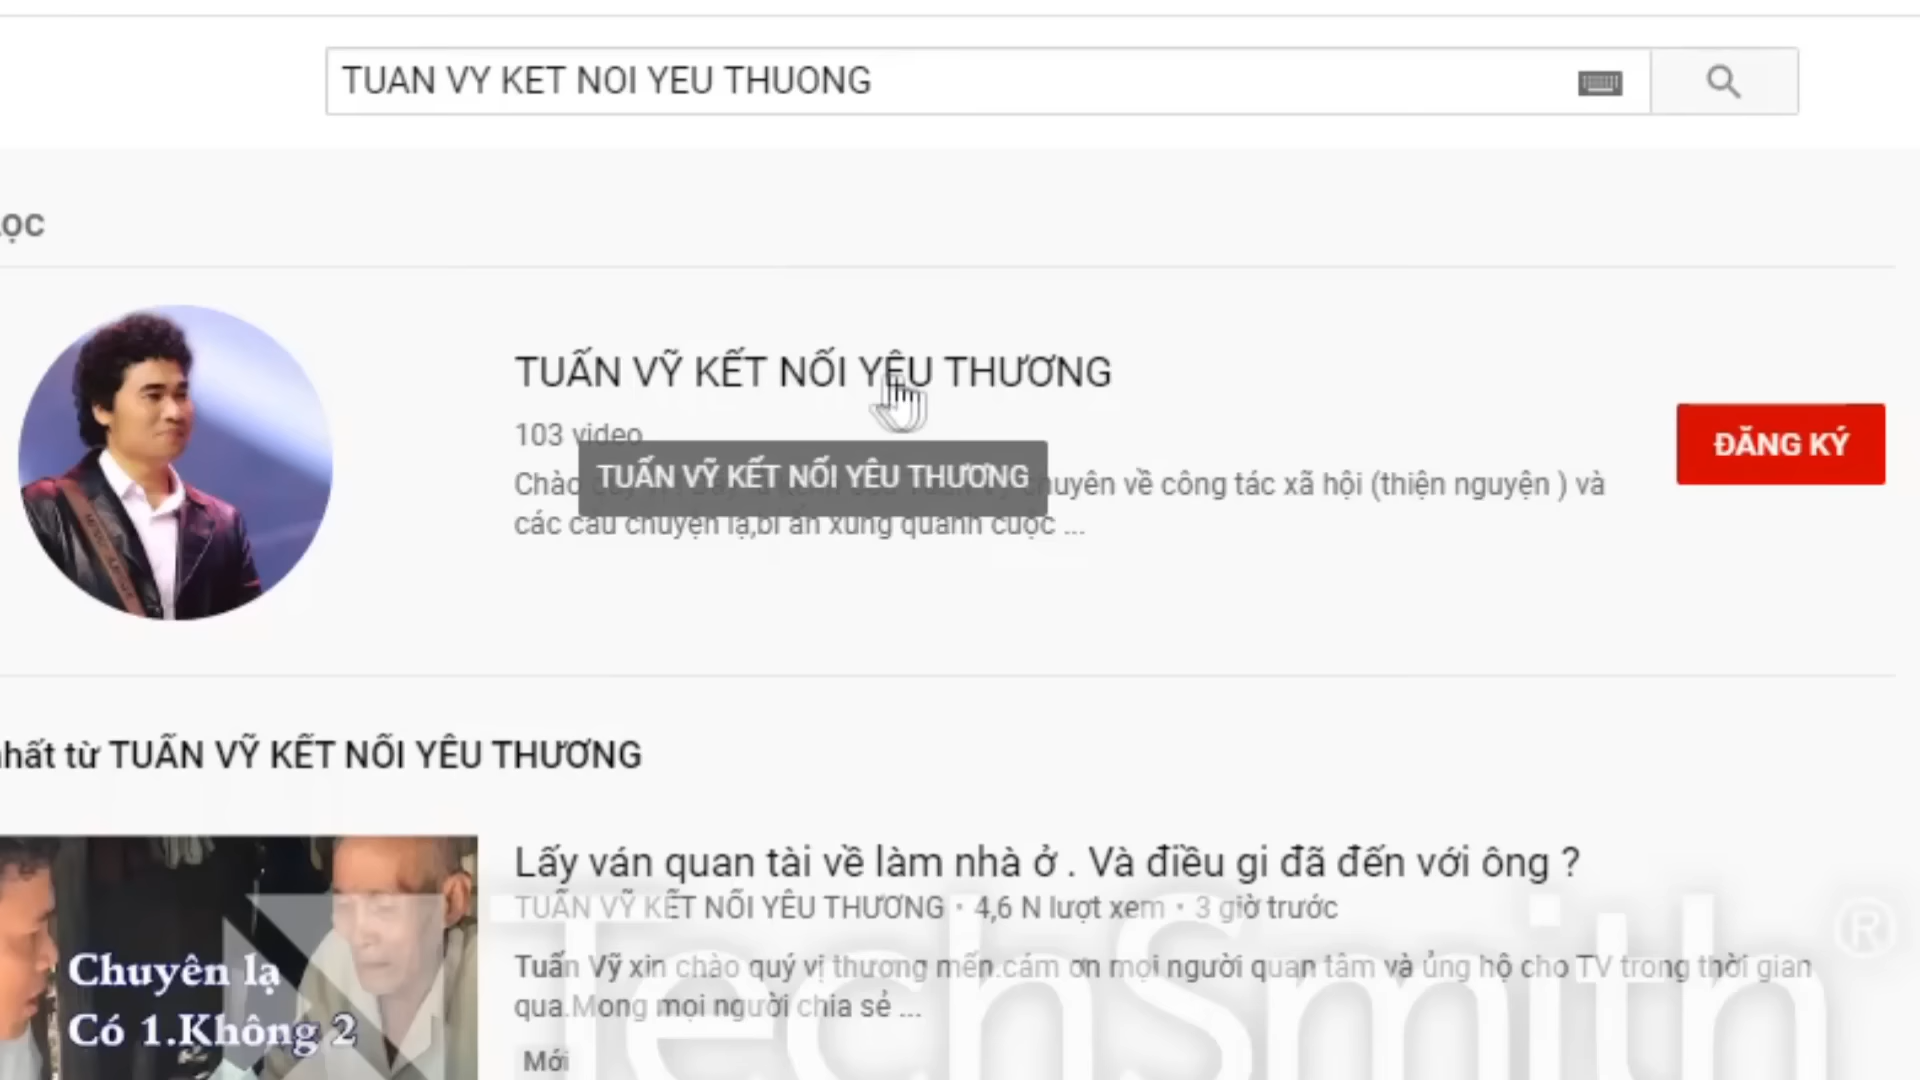 TUAN VY KET NOI YEU THUONG
LỌC
TUẤN VỸ KẾT NỐI YÊU THƯƠNG
103 video
TUẤN VỸ KẾT NỐI YÊU THƯƠNG
Chào chuyên về công tác xã hội (thiện nguyện ) và
các câu chuyện lạ,bí ẩn xung quanh cuộc ...
ĐĂNG KÝ
nhất từ TUẤN VỸ KẾT NỐI YÊU THƯƠNG
Lấy ván quan tài về làm nhà ở . Và điều gi đã đến với ông ?
TUẤN VỸ KẾT NỐI YÊU THƯƠNG • 4,6 N lượt xem • 3 giờ trước
Tuấn Vỹ xin chào quý vị thương mến.cám ơn mọi người quan tâm và ủng hộ cho TV trong thời gian
qua.Mong mọi người chia sẻ ...
Mới
Chuyên lạ
Có 1.Không 2
TechSmith®